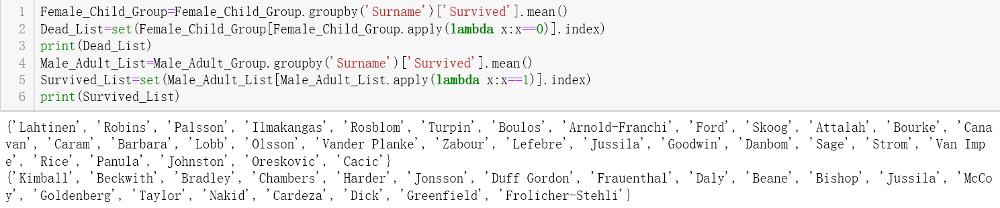 1 Female_Child_Group=Female_Child_Group.groupby('Surname')['Survived'].mean()
2 Dead_List=set(Female_Child_Group[Female_Child_Group.apply(lambda x:x==0)].index)
3 print(Dead_List)
4 Male_Adult_List=Male_Adult_Group.groupby('Surname')['Survived'].mean()
5 Survived_List=set(Male_Adult_List[Male_Adult_List.apply(lambda x:x==1)].index)
6 print(Survived_List)
{'Lahtinen', 'Robins', 'Palsson', 'Ilmakangas', 'Rosblom', 'Turpin', 'Boulos', 'Arnold-Franchi', 'Ford', 'Skoog', 'Attalah', 'Bourke', 'Cana
van', 'Caram', 'Barbara', 'Lobb', 'Olsson', 'Vander Planke', 'Zabour', 'Lefebre', 'Jussila', 'Goodwin', 'Danbom', 'Sage', 'Strom', 'Van Imp
e', 'Rice', 'Panula', 'Johnston', 'Oreskovic', 'Cacic'}
{'Kimball', 'Beckwith', 'Bradley', 'Chambers', 'Harder', 'Jonsson', 'Duff Gordon', 'Frauenthal', 'Daly', 'Beane', 'Bishop', 'Jussila', 'McCo
y', 'Goldenberg', 'Taylor', 'Nakid', 'Cardeza', 'Dick', 'Greenfield', 'Frolicher-Stehli'}